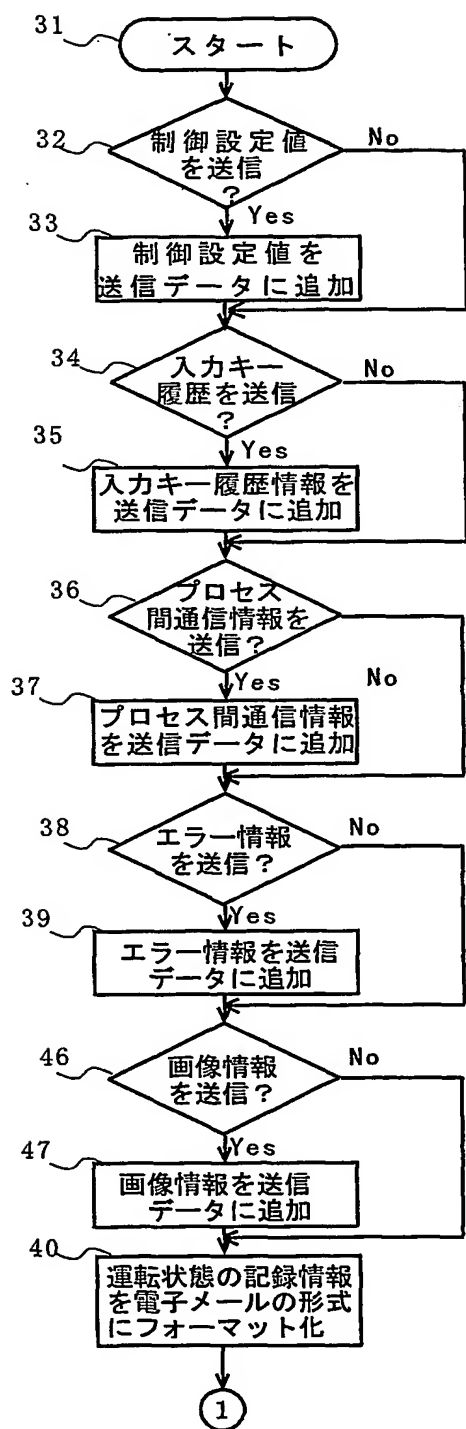 31
スタート
32
制御設定値
を送信
?
No
Yes
33
制御設定値を
送信データに追加
34
入力キー
履歴を送信
?
No
Yes
35
入力キー履歴情報を
送信データに追加
36
プロセス
間通信情報を
送信?
Yes
No
37
プロセス間通信情報
を送信データに追加
38
エラー情報
を送信?
No
Yes
39
エラー情報を送信
データに追加
46
画像情報
を送信?
No
Yes
47
画像情報を送信
データに追加
40
運転状態の記録情報
を電子メールの形式
にフォーマット化
1